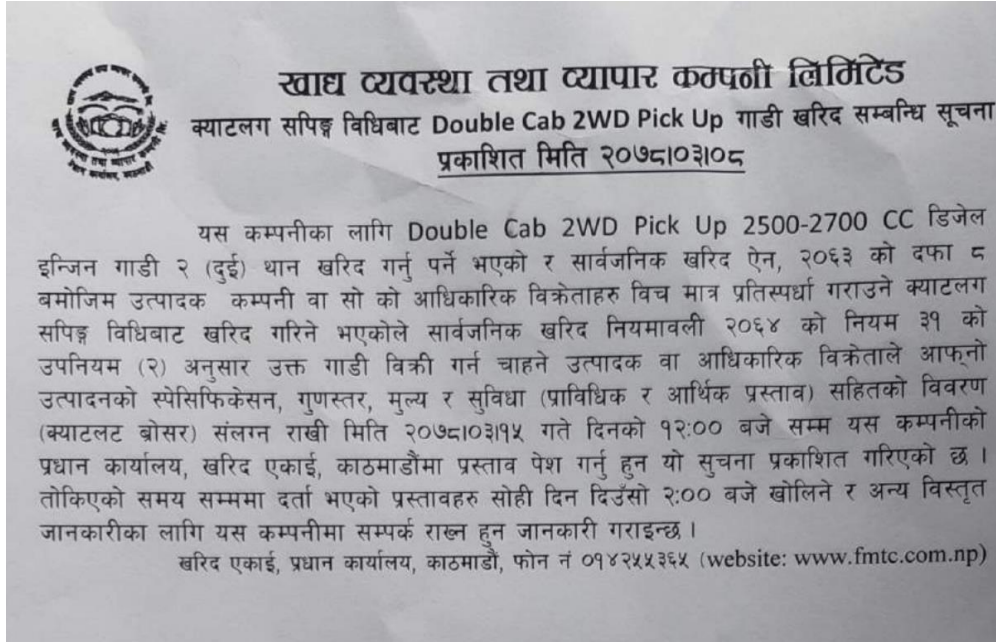 खाद्य व्यवस्था तथा व्यापार कम्पनी लिमिटेड
क्याटलग सपिङ्ग विधिबाट Double Cab 2WD Pick Up गाडी खरिद सम्बन्धि सूचना
प्रकाशित मिति २०७८।०३।०८
यस कम्पनीका लागि Double Cab 2WD Pick Up 2500-2700 CC डिजेल
इन्जिन गाडी २ (दुई) थान खरिद गर्नु पर्ने भएको र सार्वजनिक खरिद ऐन, २०६३ को दफा ८
बमोजिम उत्पादक कम्पनी वा सो को आधिकारिक विक्रेताहरु विच मात्र प्रतिस्पर्धा गराउने क्याटलग
सपिङ्ग विधिबाट खरिद गरिने भएकोले सार्वजनिक खरिद नियमावली २०६४ को नियम ३१ को
उपनियम (२) अनुसार उक्त गाडी विक्री गर्न चाहने उत्पादक वा आधिकारिक विक्रेताले आफ्नो
उत्पादनको स्पेसिफिकेसन, गुणस्तर, मुल्य र सुविधा (प्राविधिक र आर्थिक प्रस्ताव) सहितको विवरण
(क्याटलट ब्रोसर) संलग्न राखी मिति २०७८।०३।१५ गते दिनको १२:०० बजे सम्म यस कम्पनीको
प्रधान कार्यालय, खरिद एकाई, काठमाडौंमा प्रस्ताव पेश गर्नु हुन यो सुचना प्रकाशित गरिएको छ ।
तोकिएको समय सम्ममा दर्ता भएको प्रस्तावहरु सोही दिन दिउँसो २:०० बजे खोलिने र अन्य विस्तृत
जानकारीका लागि यस कम्पनीमा सम्पर्क राख्न हुन जानकारी गराइन्छ ।
खरिद एकाई, प्रधान कार्यालय, काठमाडौं, फोन नं ०१४२५५३६५ (website: www.fmtc.com.np)